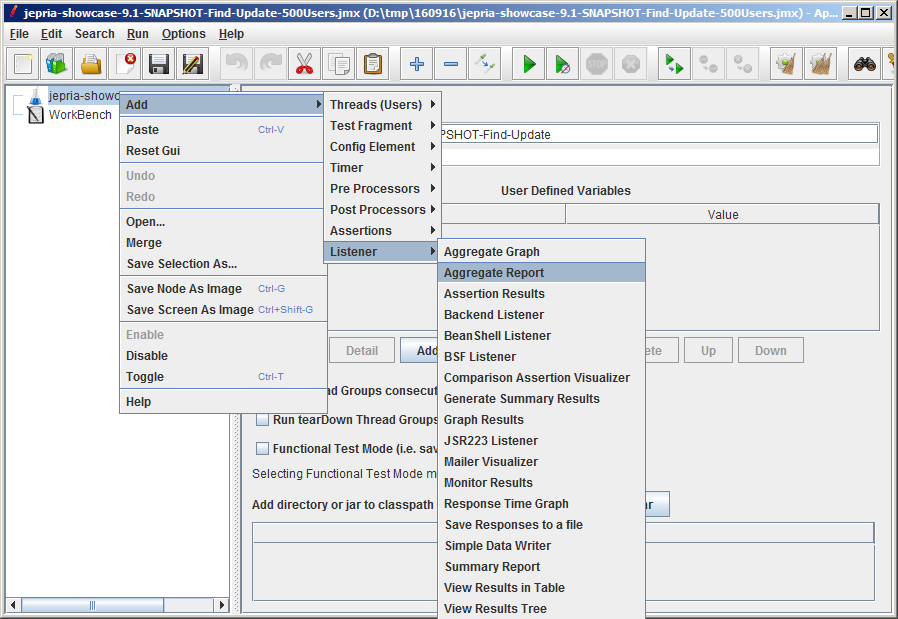 jepria-showcase-9.1-SNAPSHOT-Find-Update-500Users.jmx (D:\tmp\160916\jepria-showcase-9.1-SNAPSHOT-Find-Update-500Users.jmx) - Ap...
File Edit Search Run Options Help
STOP
jepria-showc
WorkBench
Add
Paste Ctrl-V
Reset Gui
Undo
Redo
Open...
Merge
Save Selection As...
Save Node As Image Ctrl-G
Save Screen As Image Ctrl+Shift-G
Enable
Disable
Toggle Ctrl-T
Help
Threads (Users)
Test Fragment
Config Element
Timer
Pre Processors
Post Processors
Assertions
Listener
Aggregate Graph
Aggregate Report
Assertion Results
Backend Listener
BeanShell Listener
BSF Listener
Comparison Assertion Visualizer
Generate Summary Results
Graph Results
JSR223 Listener
Mailer Visualizer
Monitor Results
Response Time Graph
Save Responses to a file
Simple Data Writer
Summary Report
View Results in Table
View Results Tree
PSHOT-Find-Update
User Defined Variables
Value
Detail Add ete Up Down
ad Groups consecut
Run tearDown Thread Groups
Functional Test Mode (i.e. sav
Selecting Functional Test Mode m
Add directory or jar to classpath ar